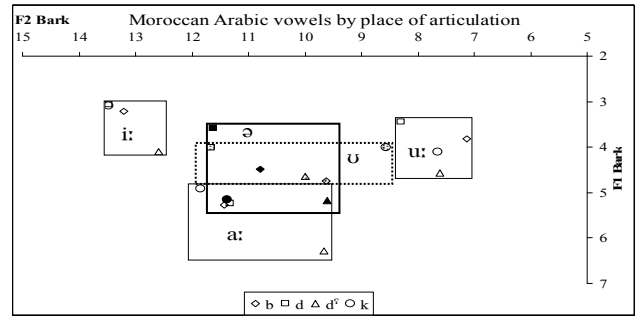 F2 Bark Moroccan Arabic vowels by place of articulation
15 14 13 12 11 10 9 8 7 6 5
2
3
ə
iː ʊ uː
4
5
F1 Bark
aː
6
7
b d dˤ k